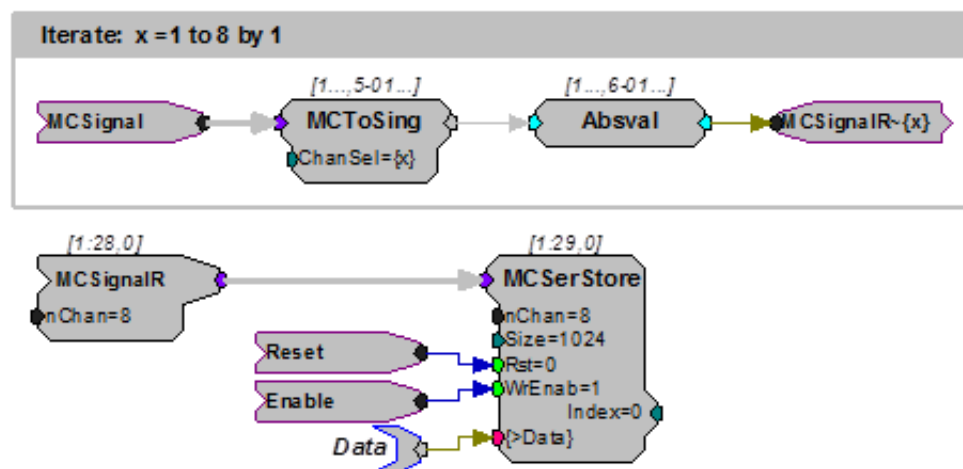 Iterate: x =1 to 8 by 1
[1...,5-01...]
[1...,6-01...]
MCSignal
MCToSing
Absval
MCSignalR~{x}
ChanSel={x}
[1:28,0]
[1:29,0]
MCSignalR
MCSerStore
nChan=8
nChan=8
Size=1024
Reset
Rst=0
Enable
WrEnab=1
Index=0
Data
{>Data}